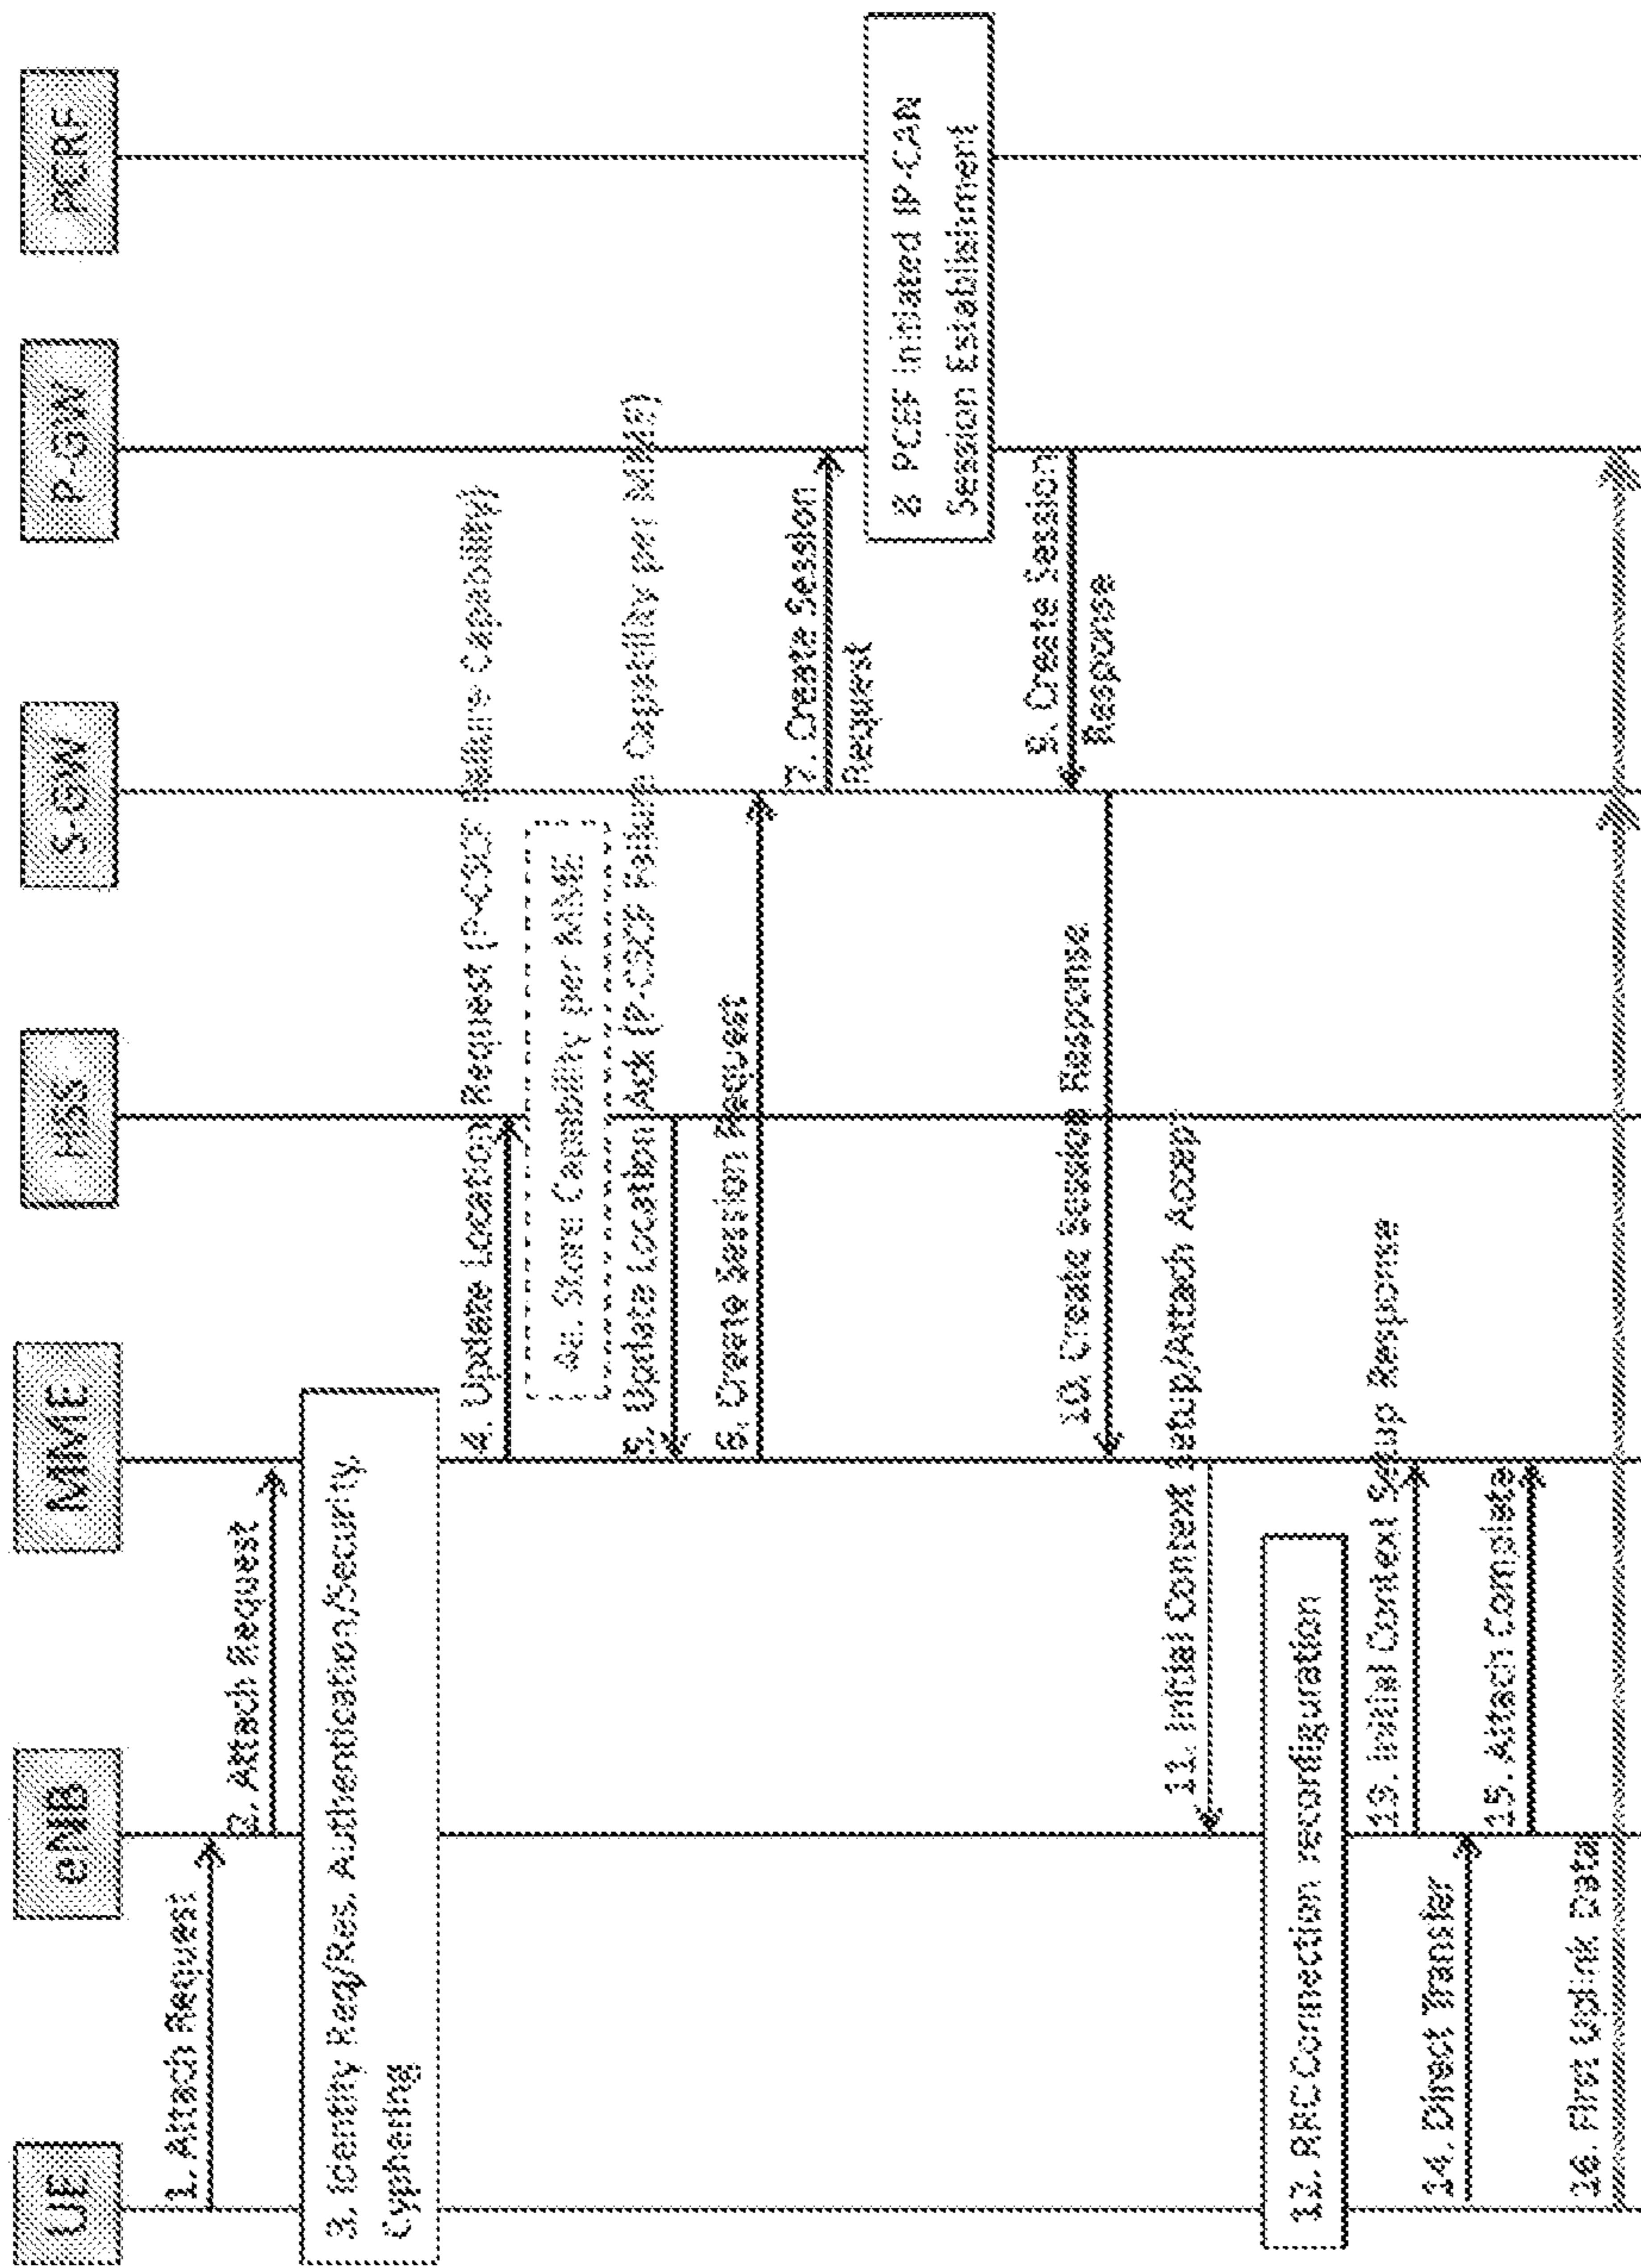 UE
eNB
MME
HSS
S-GW
P-GW
PCRF
1. Attach Request
2. Attach Request
3. Identity Req/Res. Authentication/Security,
Cyphering
4. Update Location Request (P-CSCF Failure Capability)
4a. Store Capability per MME
5. Update Location Ack (P-CSCF Failure Capability per MME)
6. Create Session Request
7. Create Session
Request
8 PCEF Initiated IP-CAN
Session Establishment
9. Create Session
Response
10. Create Session Response
11. Initial Context Setup/Attach Accept
12. RRC Connection reconfiguration
13. Initial Context Setup Response
14. Direct Transfer
15. Attach Complete
16. First Uplink Data